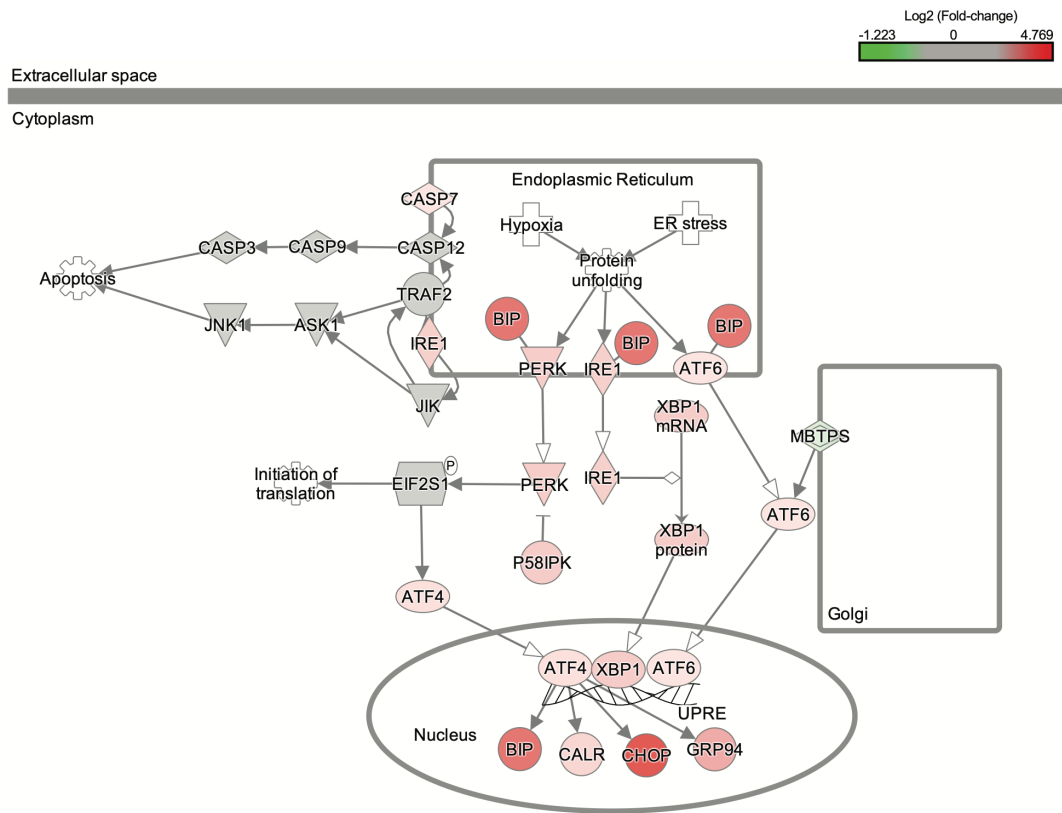 Log2 (Fold-change)
-1.223 0 4.769
Extracellular space
Cytoplasm
Endoplasmic Reticulum
CASP7
Hypoxia
ER stress
CASP3
CASP9
CASP12
Protein
unfolding
Apoptosis
TRAF2
BIP
BIP
BIP
JNK1
ASK1
IRE1
PERK
IRE1
ATF6
JIK
XBP1
mRNA
MBTPS
P
Initiation of
translation
EIF2S1
PERK
IRE1
ATF6
XBP1
protein
P58IPK
ATF4
Golgi
ATF4
XBP1
ATF6
UPRE
Nucleus
BIP
CALR
CHOP
GRP94